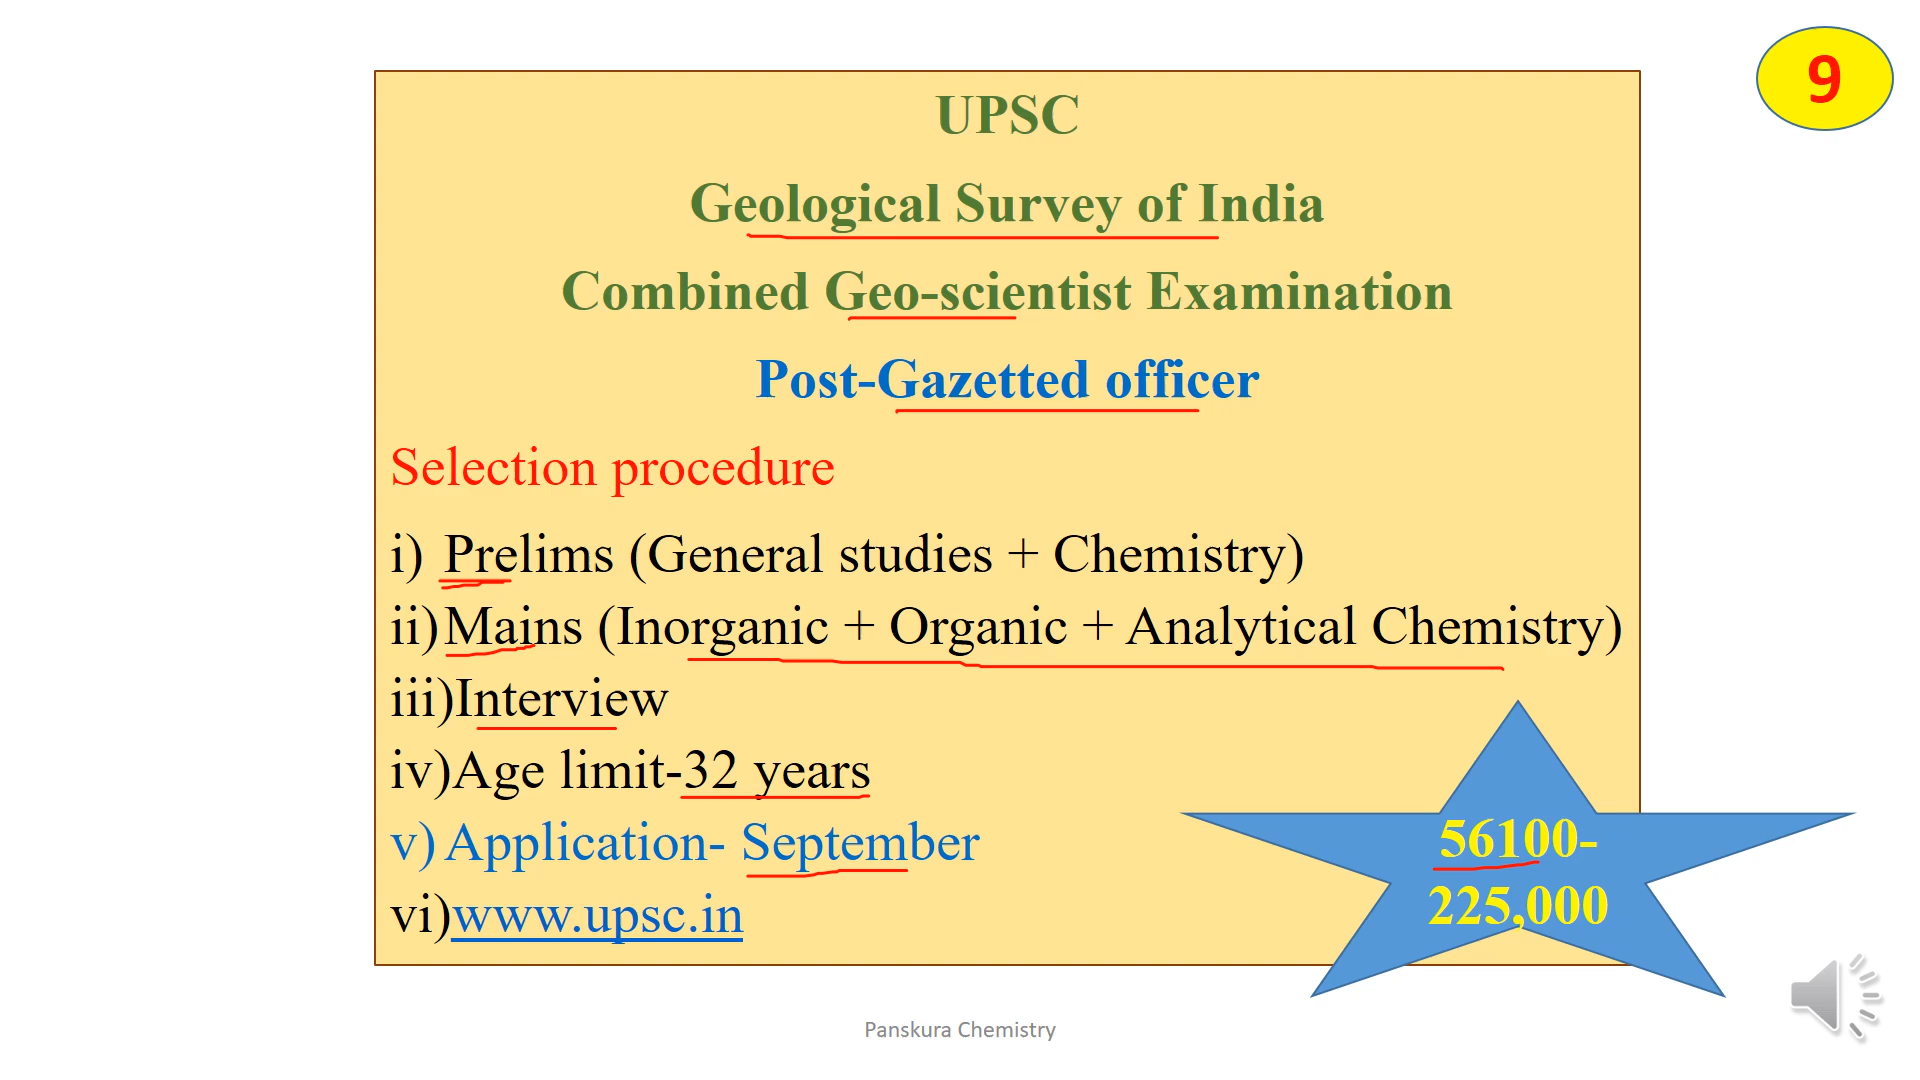 9
UPSC
Geological Survey of India
Combined Geo-scientist Examination
Post-Gazetted officer
Selection procedure
i) Prelims (General studies + Chemistry)
ii) Mains (Inorganic + Organic + Analytical Chemistry)
iii)Interview
iv)Age limit-32 years
v) Application- September
vi)www.upsc.in
56100-
225,000
Panskura Chemistry